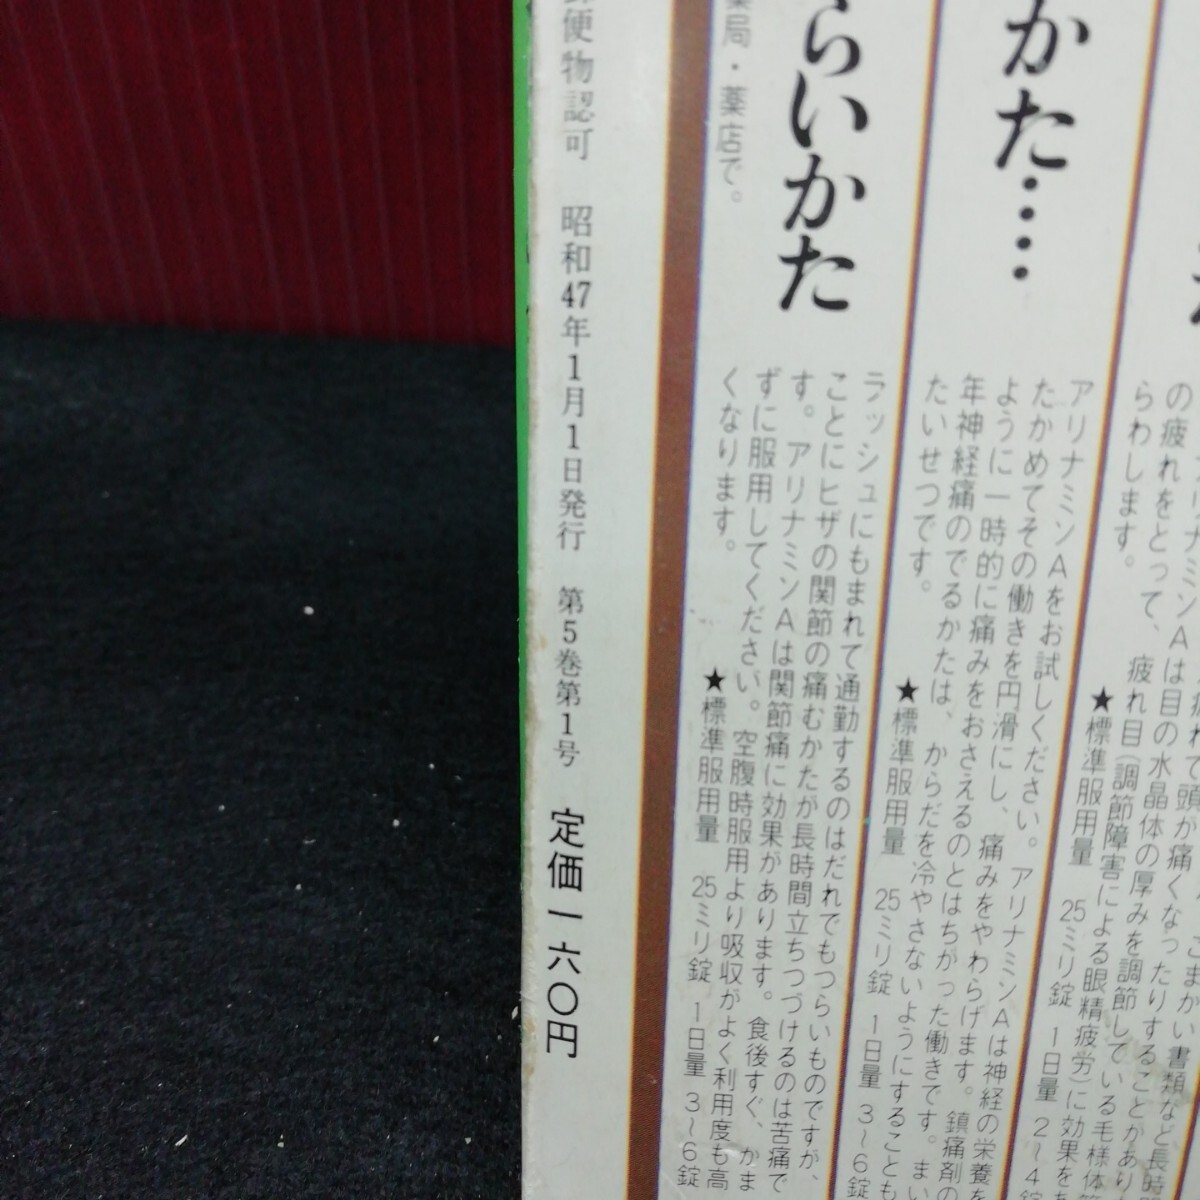 た…
の疲れをとって、疲れ目(調節障害による眼精疲労)に効果を
らわします。
★標準服用量 25ミリ錠 1日量 2〜4錠
かた…
アリナミンAをお試しください。アリナミンAは神経の栄養を
たかめてその働きを円滑にし、痛みをやわらげます。鎮痛剤の
ように一時的に痛みをおさえるのとはちがった働きです。まい
年神経痛のでるかたは、からだを冷やさないようにすることも
たいせつです。
★標準服用量 25ミリ錠 1日量 3〜6錠
らいかた
ラッシュにもまれて通勤するのはだれでもつらいものですが、
ことにヒザの関節の痛むかたが長時間立ちつづけるのは苦痛で
す。アリナミンAは関節痛に効果があります。食後すぐ、かま
ずに服用してください。空腹時服用より吸収がよく利用度も高
くなります。
★標準服用量 25ミリ錠 1日量 3〜6錠
薬局・薬店で。
郵便物認可 昭和47年1月1日発行 第5巻第1号 定価一六〇円